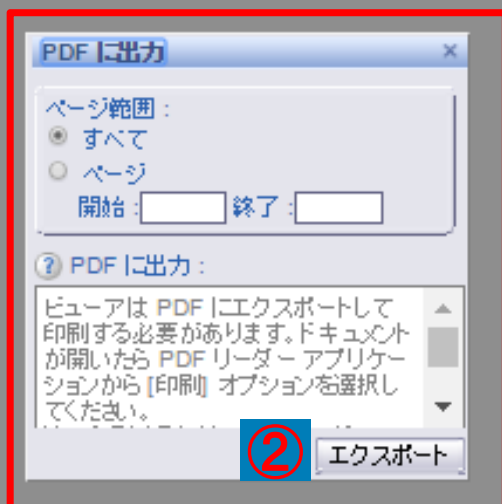 PDF に出力 ×
ページ範囲 :
すべて
ページ
開始 : 終了 :
? PDF に出力 :
ビューアは PDF にエクスポートして
印刷する必要があります。ドキュメント
が開いたら PDF リーダー アプリケー
ションから [印刷] オプションを選択し
てください。
② エクスポート